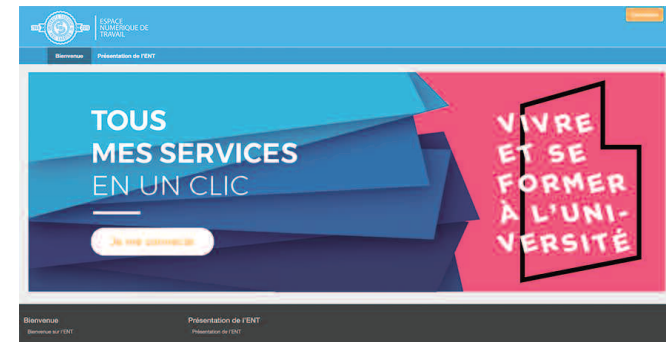 ESPACE
NUMÉRIQUE DE
TRAVAIL
Connexion
Bienvenue Présentation de l'ENT
TOUS
MES SERVICES
EN UN CLIC
Je me connecte
VIVRE
ET SE
FORMER
À L'UNI-
VERSITÉ
Bienvenue Présentation de l'ENT
Bienvenue sur l'ENT Présentation de l'ENT